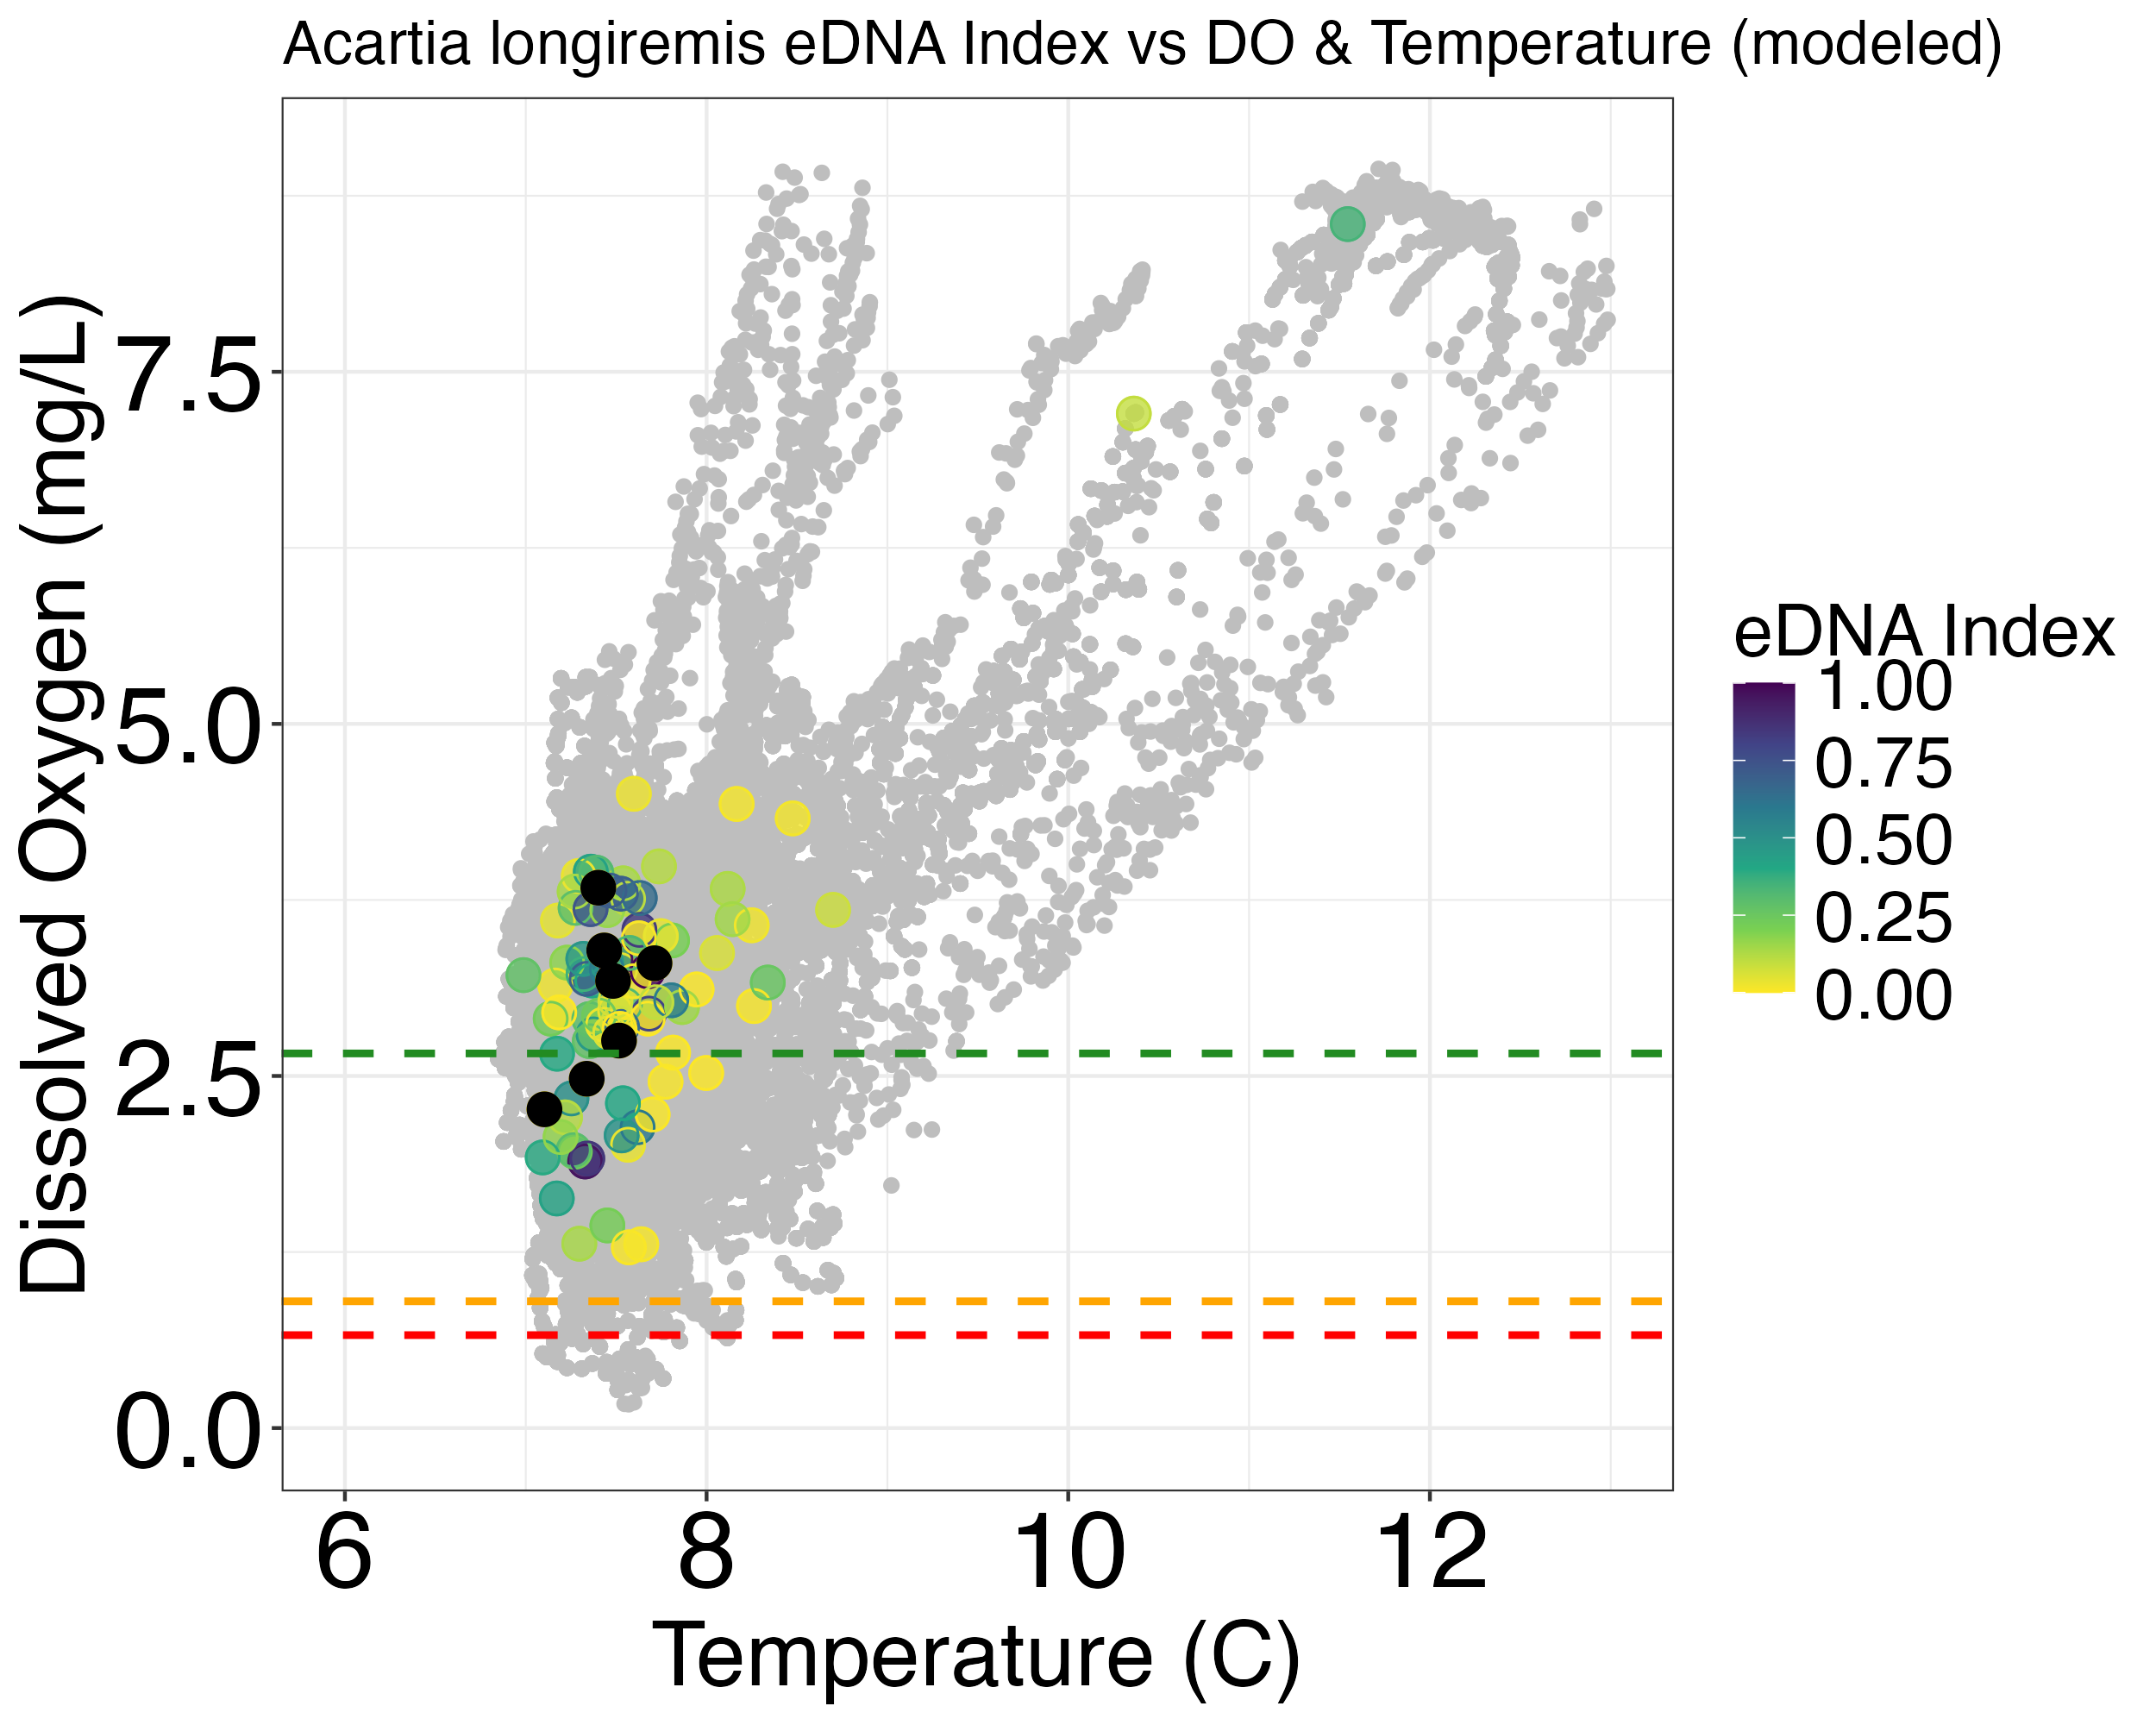 Acartia longiremis eDNA Index vs DO & Temperature (modeled)
Dissolved Oxygen (mg/L)
7.5
5.0
2.5
0.0
6 8 10 12
Temperature (C)
eDNA Index
1.00
0.75
0.50
0.25
0.00